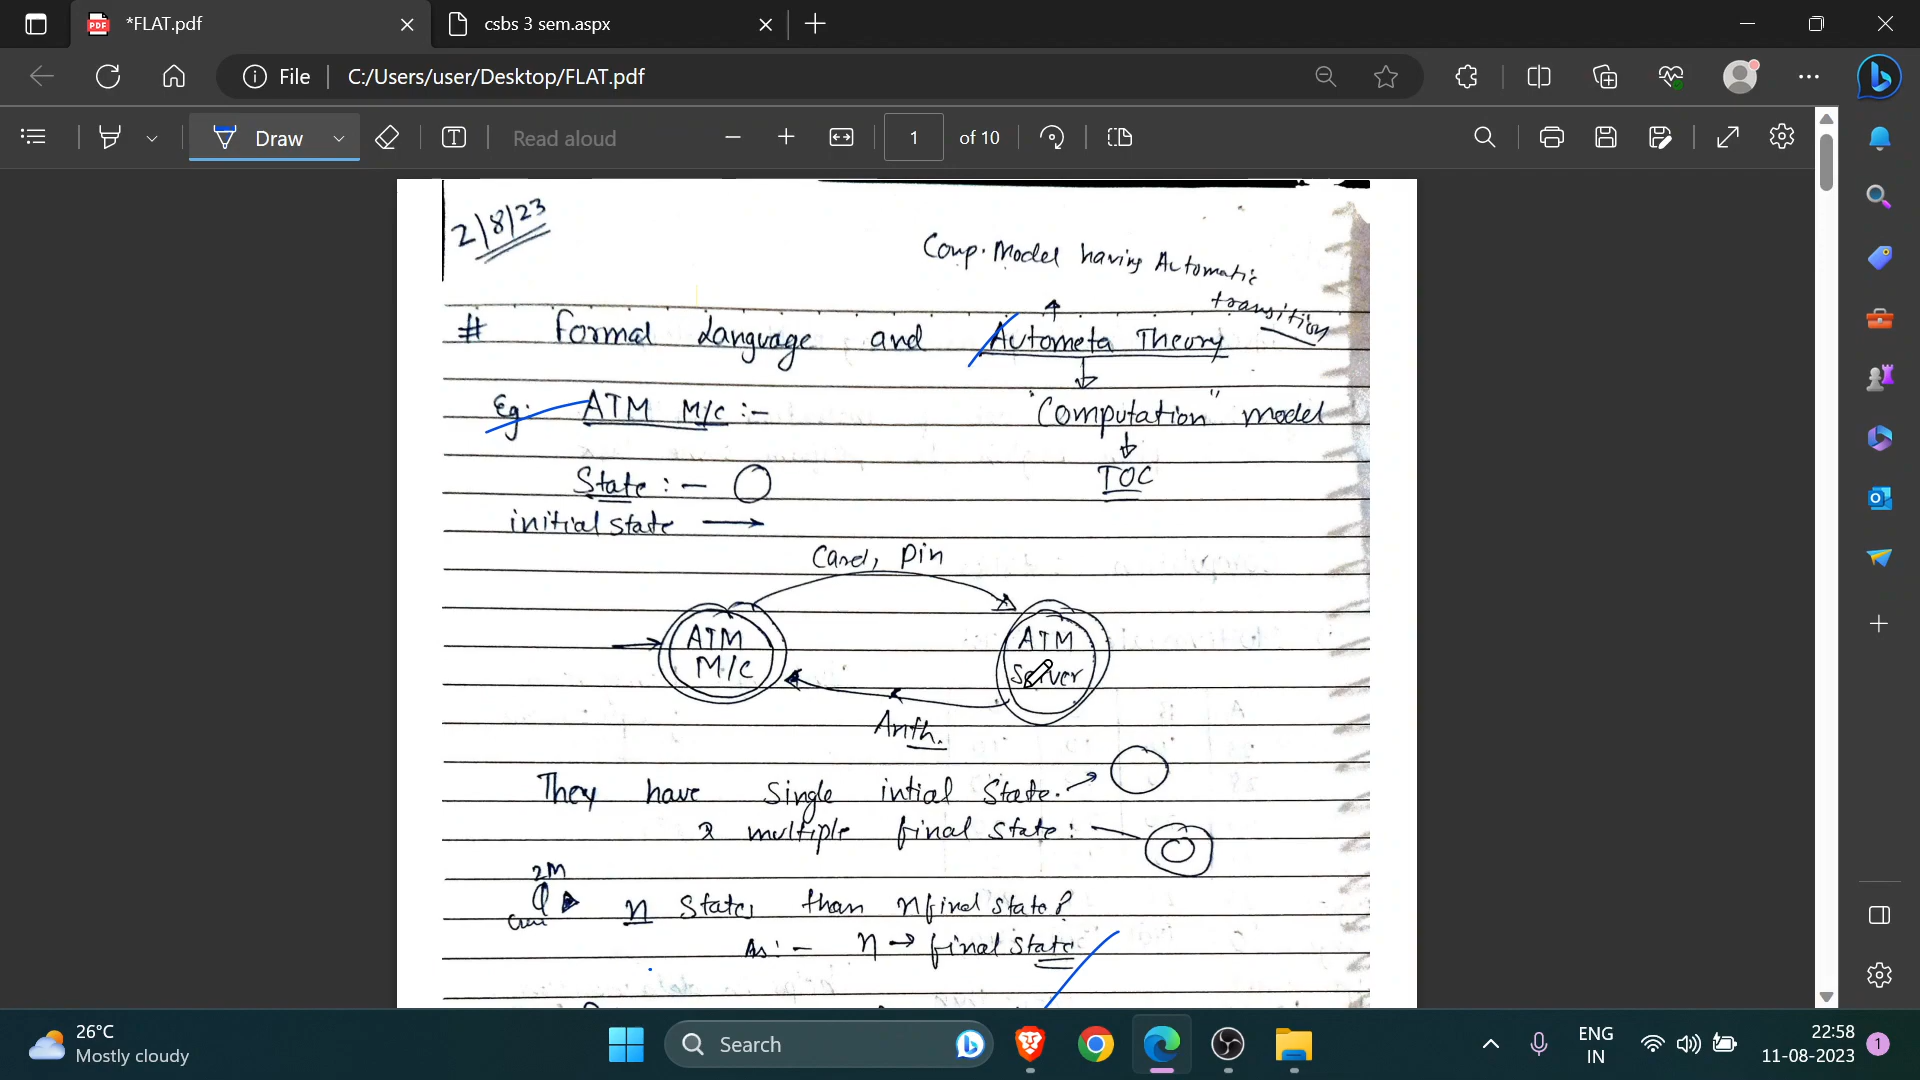 *FLAT.pdf
csbs 3 sem.aspx
File
C:/Users/user/Desktop/FLAT.pdf
Draw
Read aloud
1
of 10
2/8/23
Comp. Model having Automatic
transition
# Formal Language and Autometa Theory
Eg. ATM M/c :-
"Computation" model
TOC
State :-
initial state
Card, Pin
ATM
M/C
ATM
Server
Auth.
They have Single intial State.
& multiple final state :-
2M
Q
n States than n final state?
As :- n → final state
26°C
Mostly cloudy
Search
ENG
IN
22:58
11-08-2023
1